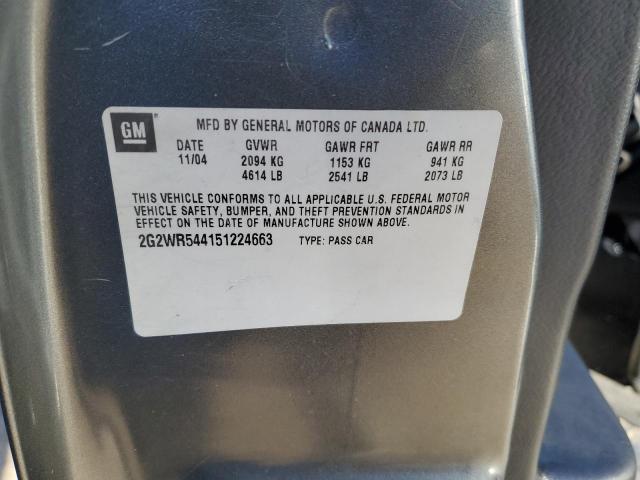 GM MFD BY GENERAL MOTORS OF CANADA LTD.
DATE GVWR GAWR FRT GAWR RR
11/04 2094 KG 1153 KG 941 KG
4614 LB 2541 LB 2073 LB
THIS VEHICLE CONFORMS TO ALL APPLICABLE U.S. FEDERAL MOTOR
VEHICLE SAFETY, BUMPER, AND THEFT PREVENTION STANDARDS IN
EFFECT ON THE DATE OF MANUFACTURE SHOWN ABOVE.
2G2WR544151224663 TYPE: PASS CAR